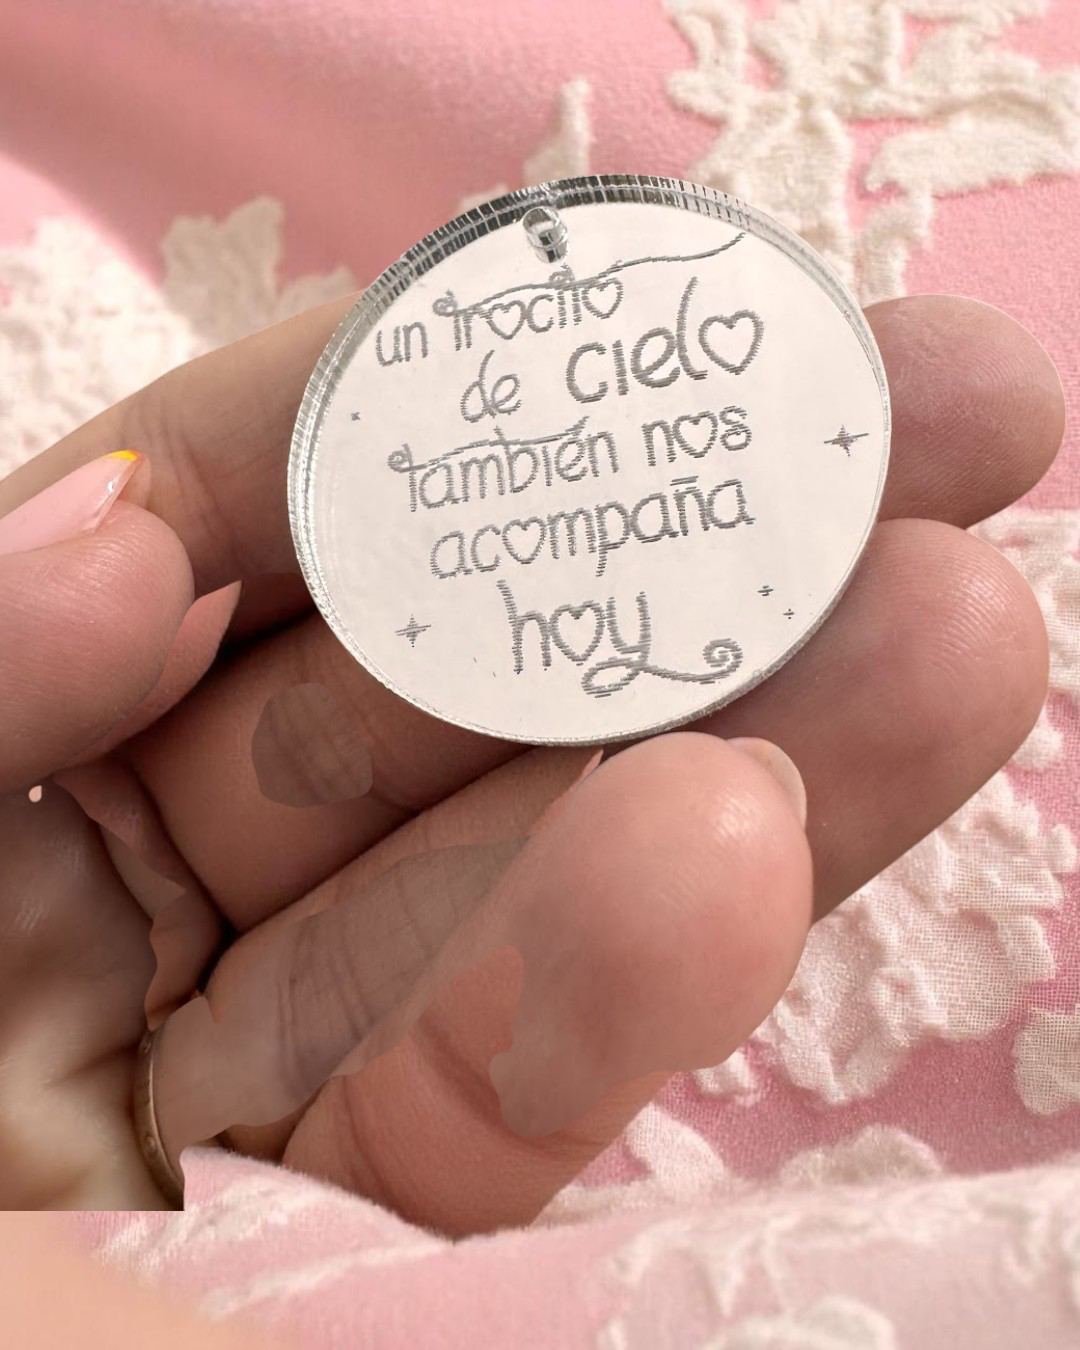 un trocito
de cielo
también nos
acompaña
hoy